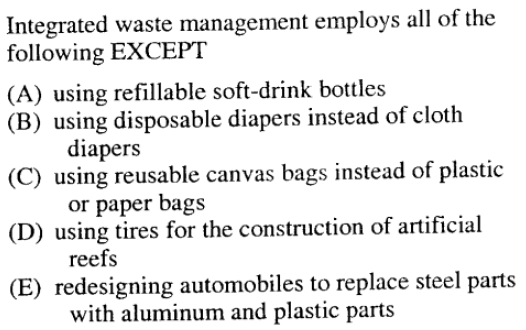 Integrated waste management employs all of the
following EXCEPT
(A) using refillable soft-drink bottles
(B) using disposable diapers instead of cloth
diapers
(C) using reusable canvas bags instead of plastic
or paper bags
(D) using tires for the construction of artificial
reefs
(E) redesigning automobiles to replace steel parts
with aluminum and plastic parts